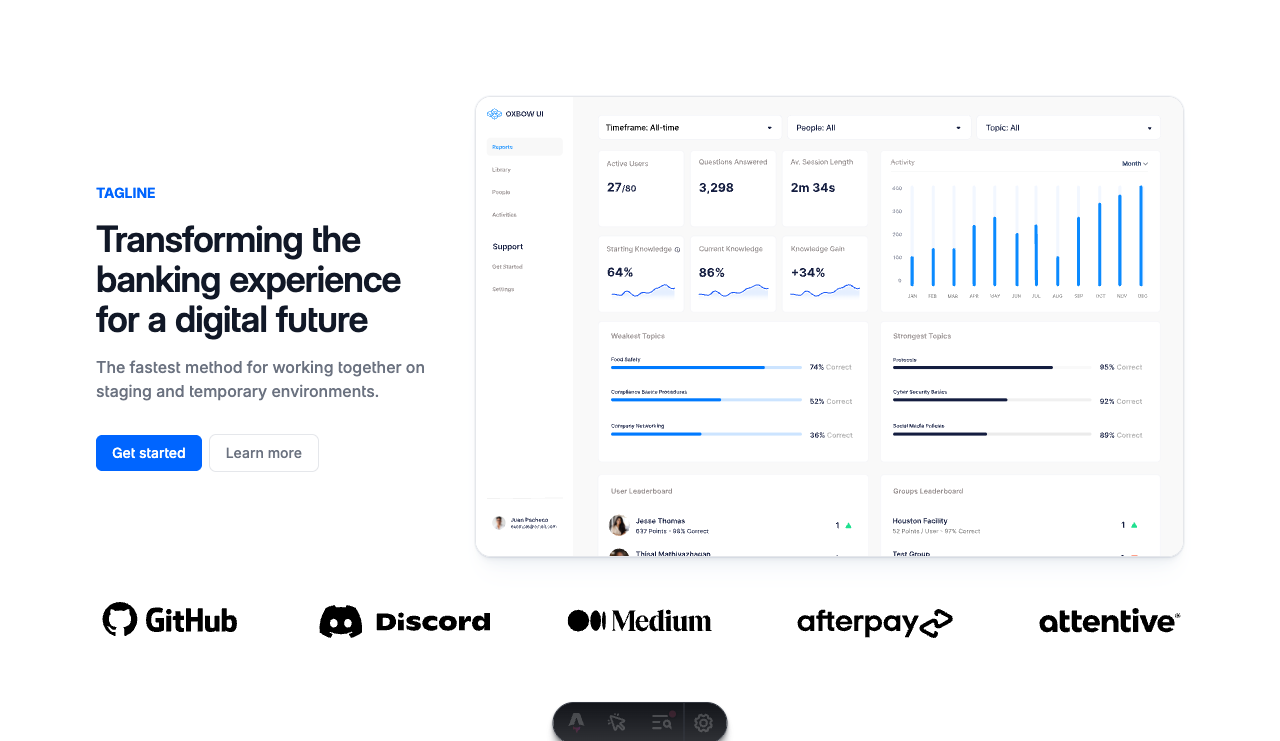 TAGLINE
Transforming the
banking experience
for a digital future
The fastest method for working together on
staging and temporary environments.
Get started
Learn more
OXBOW UI
Reports
Library
People
Activities
Support
Get Started
Settings
Juan Pacheco
Timeframe: All-time
People: All
Topic: All
Active Users
27/80
Questions Answered
3,298
Av. Session Length
2m 34s
Starting Knowledge
64%
Current Knowledge
86%
Knowledge Gain
+34%
Activity
Month
400
300
200
100
0
JAN FEB MAR APR MAY JUN JUL AUG SEP OCT NOV DEC
Weakest Topics
Food Safety
74% Correct
Compliance Basics Procedures
52% Correct
Company Networking
36% Correct
Strongest Topics
Protocols
95% Correct
Cyber Security Basics
92% Correct
Social Media Policies
89% Correct
User Leaderboard
Jesse Thomas
637 Points - 98% Correct
1
Thisal Mathiyazhagan
Groups Leaderboard
Houston Facility
52 Points / User - 97% Correct
1
Test Group
GitHub
Discord
Medium
afterpay
attentive®